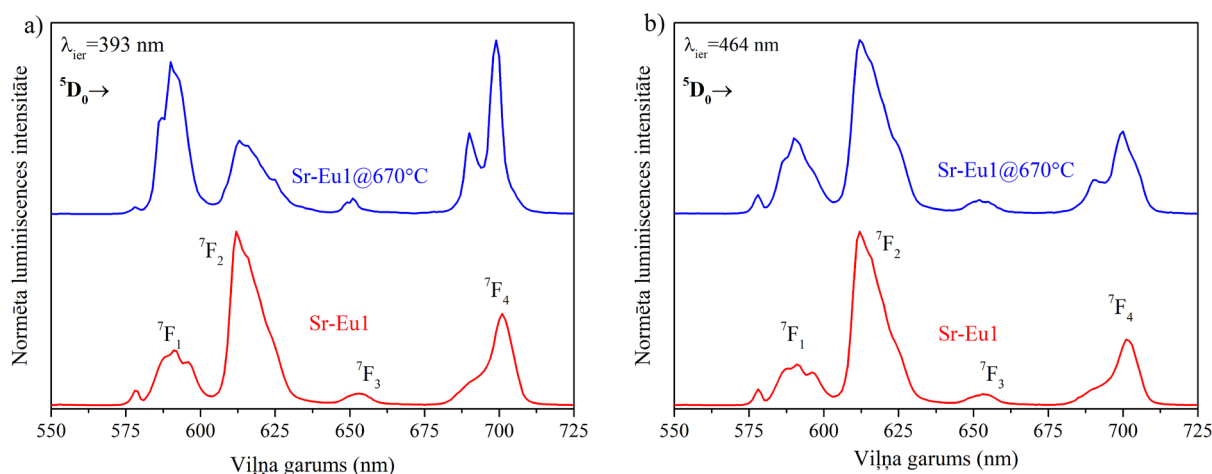 a)
λ_ier=393 nm
⁵D₀→
Sr-Eu1@670°C
⁷F₂
⁷F₁
Sr-Eu1
⁷F₃
⁷F₄
Normēta luminiscences intensitāte
550 575 600 625 650 675 700 725
Viļņa garums (nm)
b)
λ_ier=464 nm
⁵D₀→
Sr-Eu1@670°C
⁷F₂
⁷F₁
Sr-Eu1
⁷F₃
⁷F₄
Normēta luminiscences intensitāte
550 575 600 625 650 675 700 725
Viļņa garums (nm)